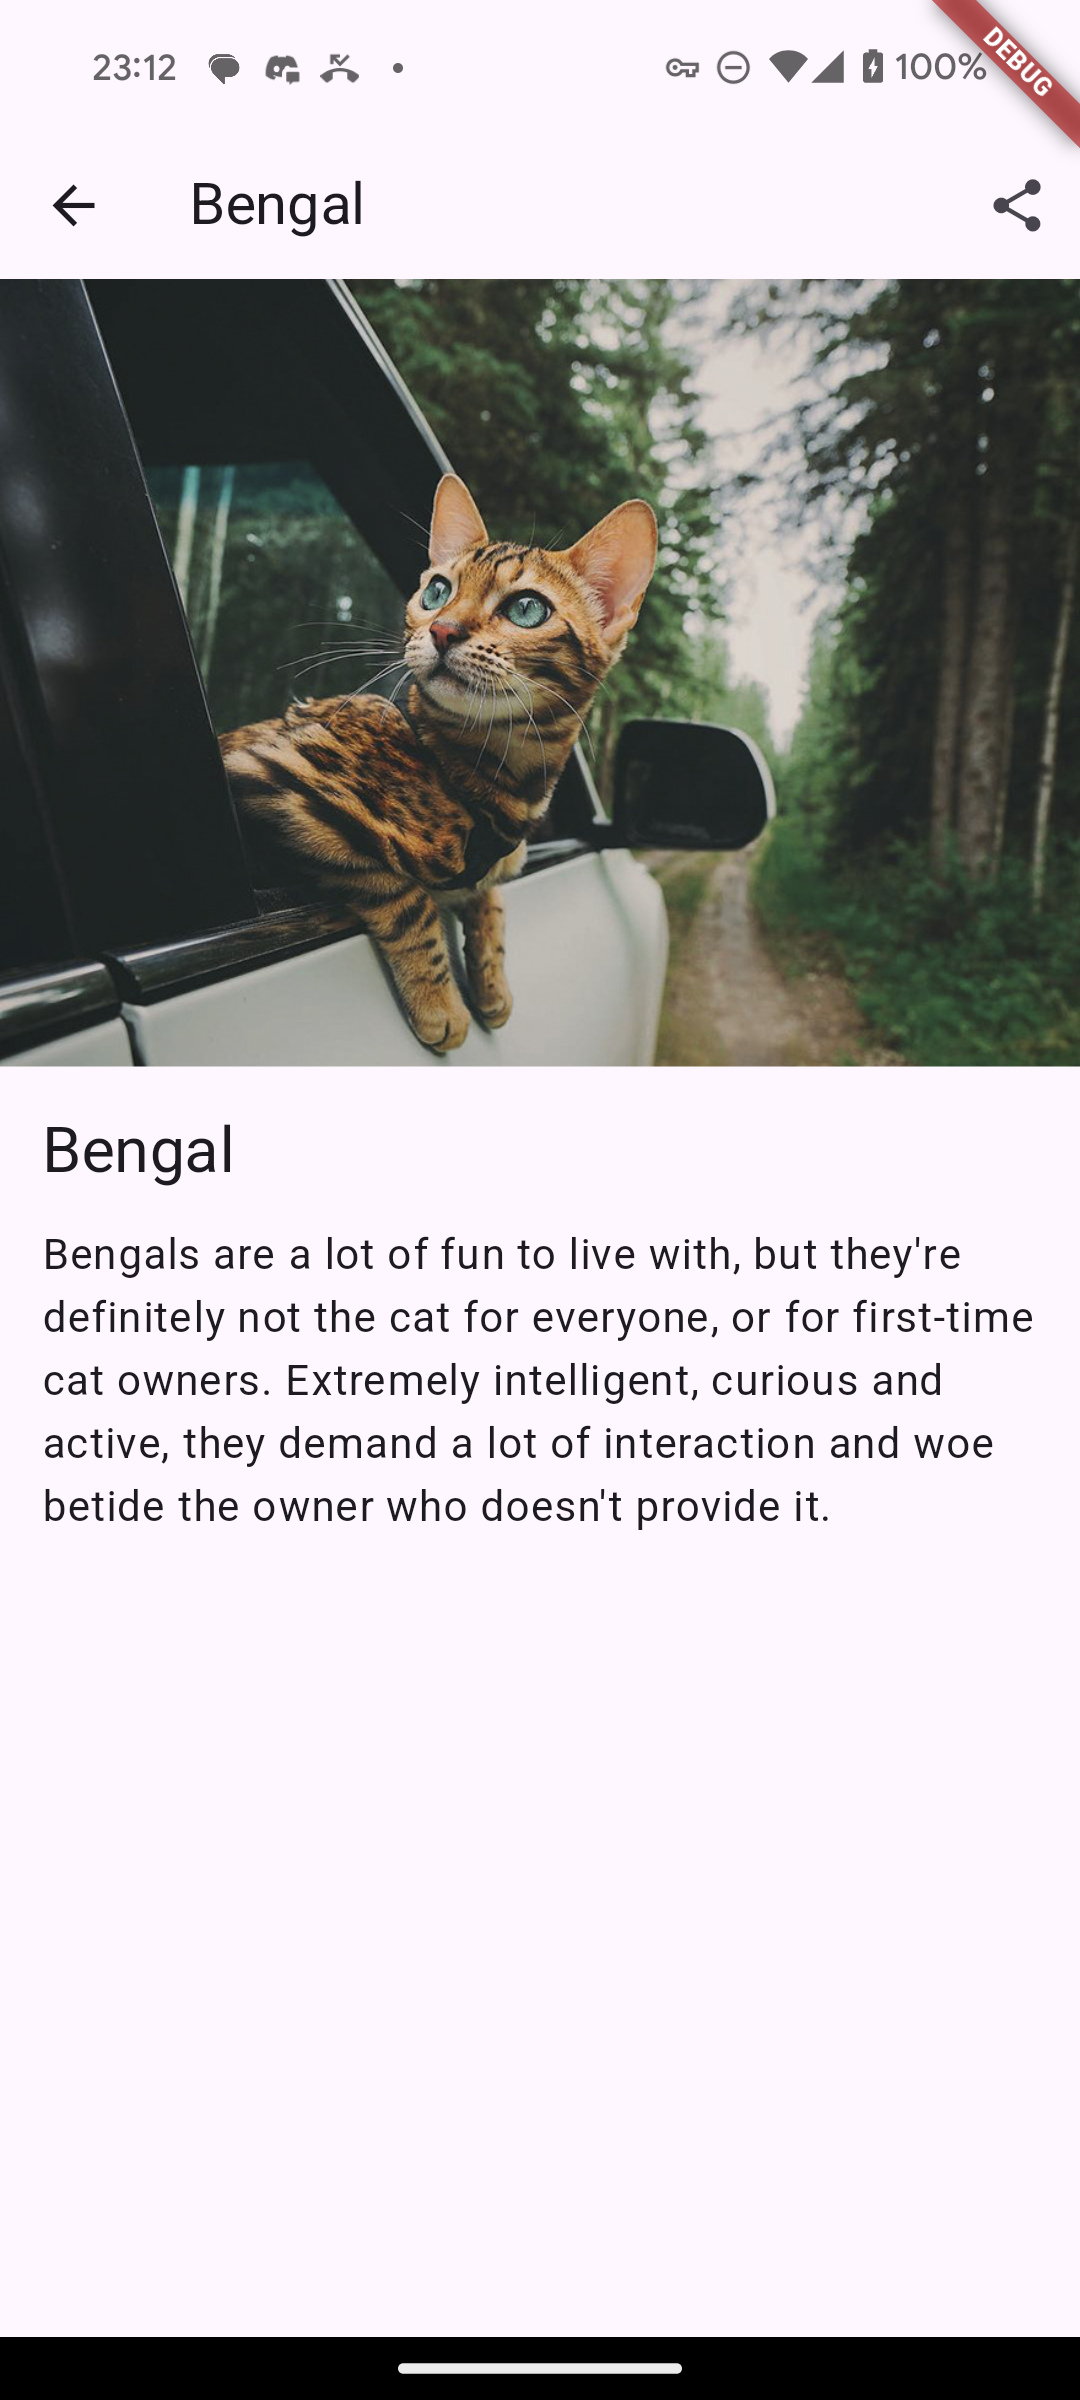 23:12
100%
DEBUG
Bengal
Bengal
Bengals are a lot of fun to live with, but they're
definitely not the cat for everyone, or for first-time
cat owners. Extremely intelligent, curious and
active, they demand a lot of interaction and woe
betide the owner who doesn't provide it.